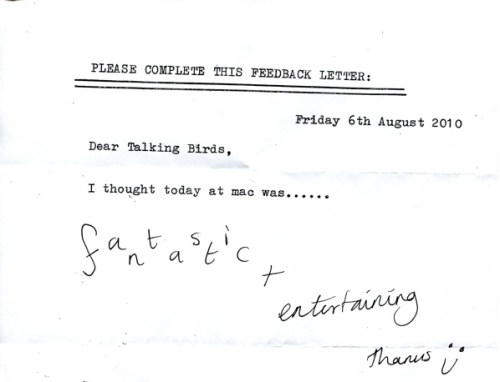 PLEASE COMPLETE THIS FEEDBACK LETTER:
Friday 6th August 2010
Dear Talking Birds,
I thought today at mac was......
fantastic
+
entertaining
Thanks